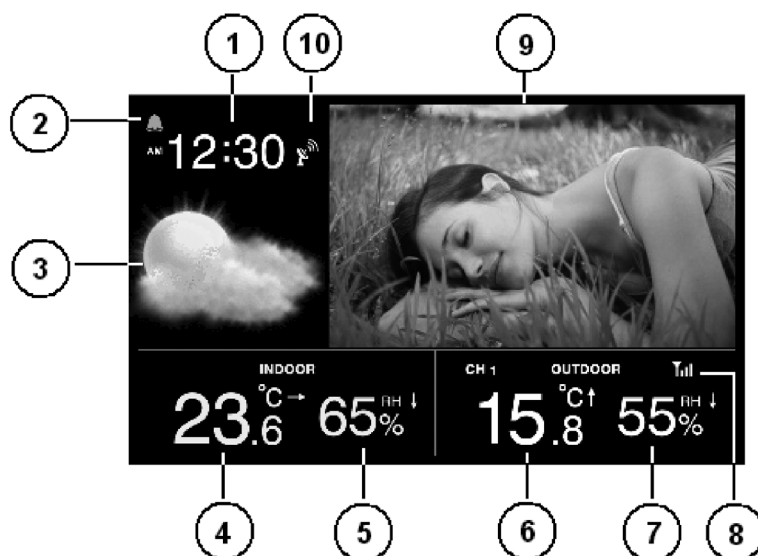 1 10 9
2
AM 12:30
3
INDOOR CH 1 OUTDOOR
23.6 °C→ 65% RH↓ 15.8 °C↑ 55% RH↓
4 5 6 7 8